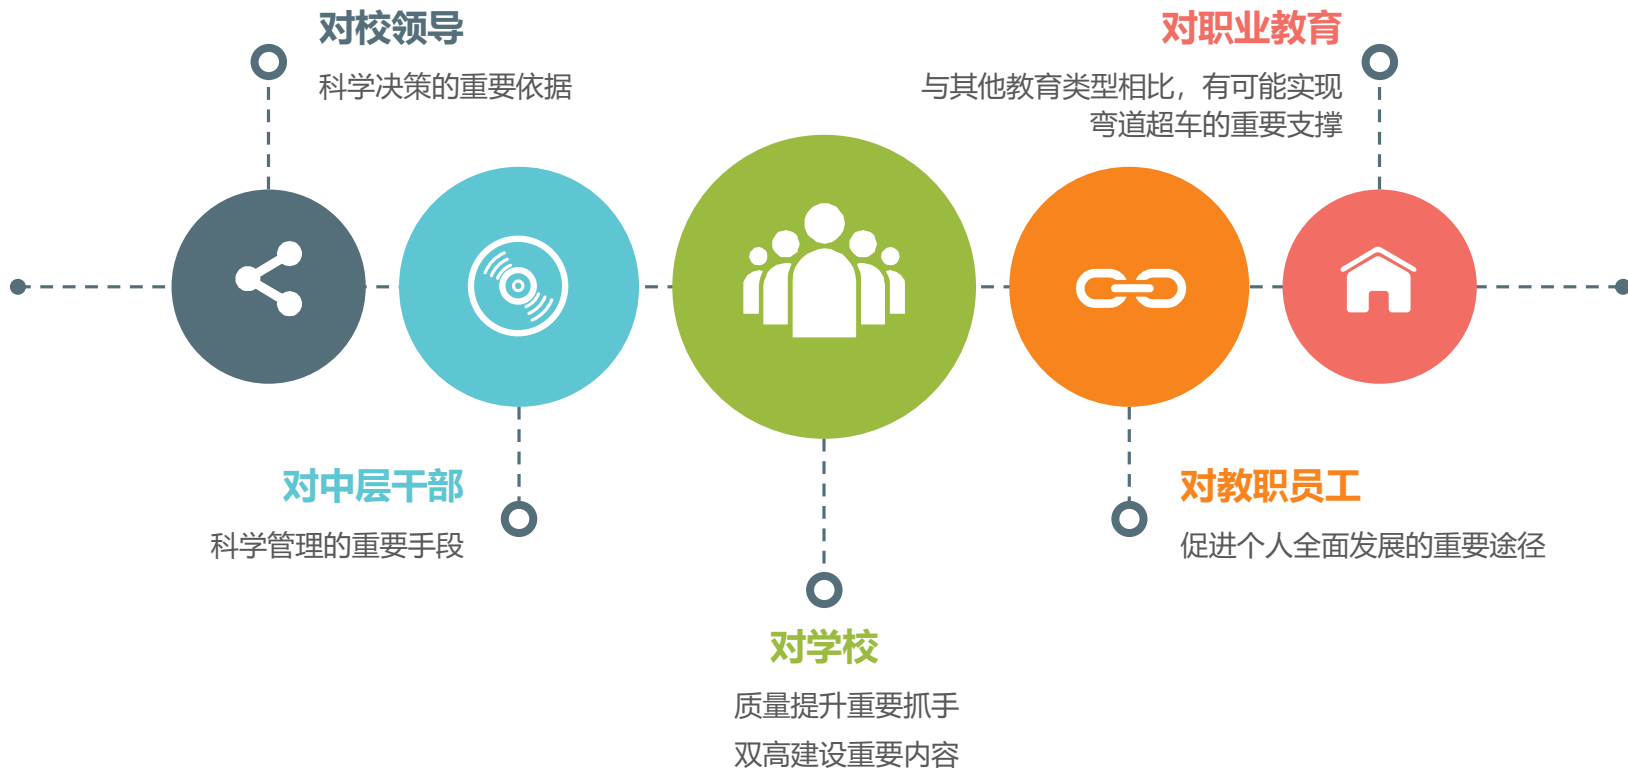 对校领导
科学决策的重要依据
对职业教育
与其他教育类型相比，有可能实现
弯道超车的重要支撑
对中层干部
科学管理的重要手段
对教职员工
促进个人全面发展的重要途径
对学校
质量提升重要抓手
双高建设重要内容